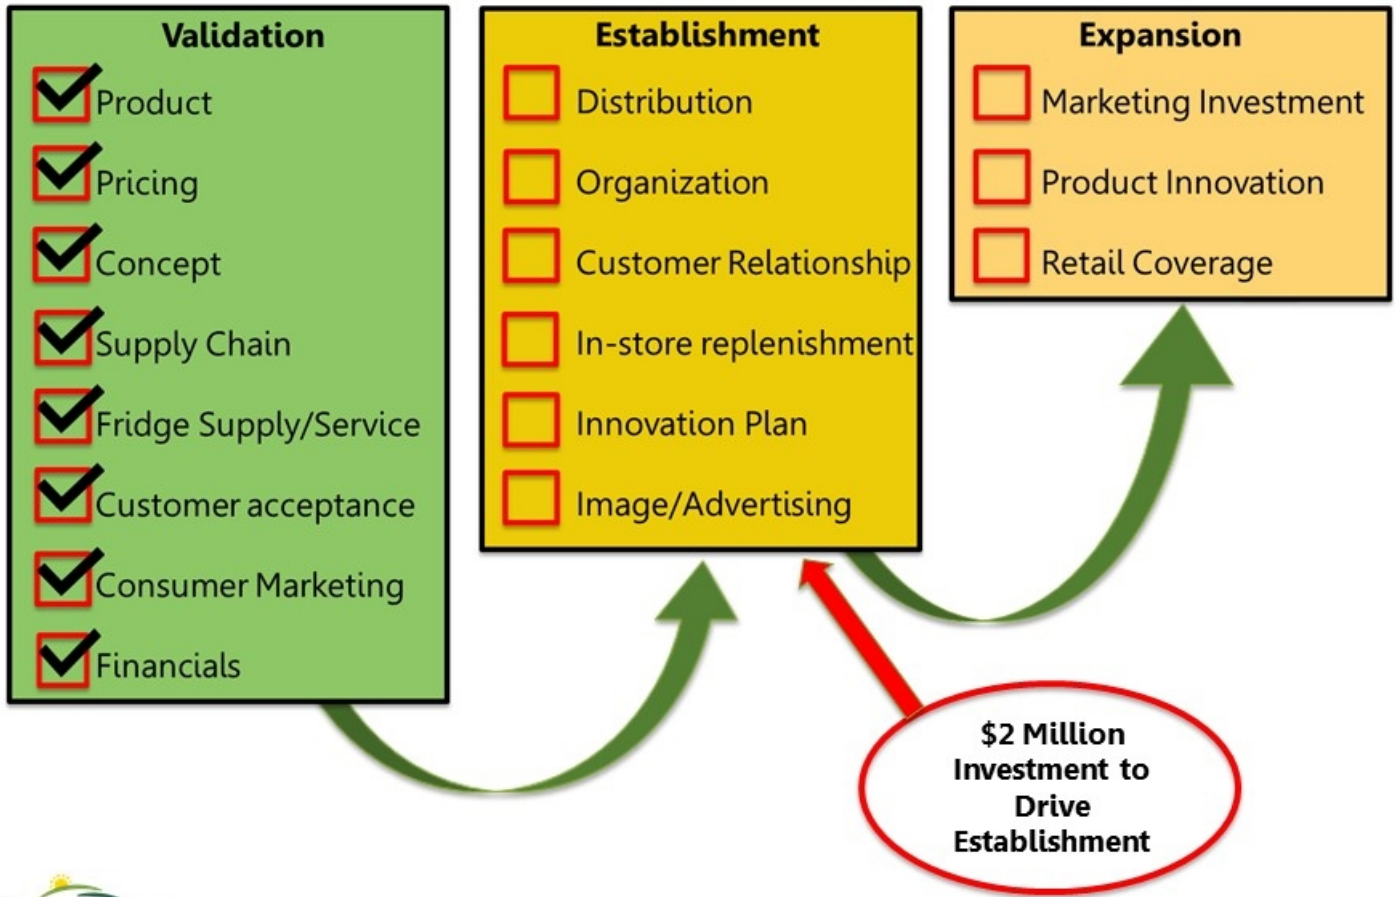 Validation
Product
Pricing
Concept
Supply Chain
Fridge Supply/Service
Customer acceptance
Consumer Marketing
Financials
Establishment
Distribution
Organization
Customer Relationship
In-store replenishment
Innovation Plan
Image/Advertising
Expansion
Marketing Investment
Product Innovation
Retail Coverage
$2 Million
Investment to
Drive
Establishment